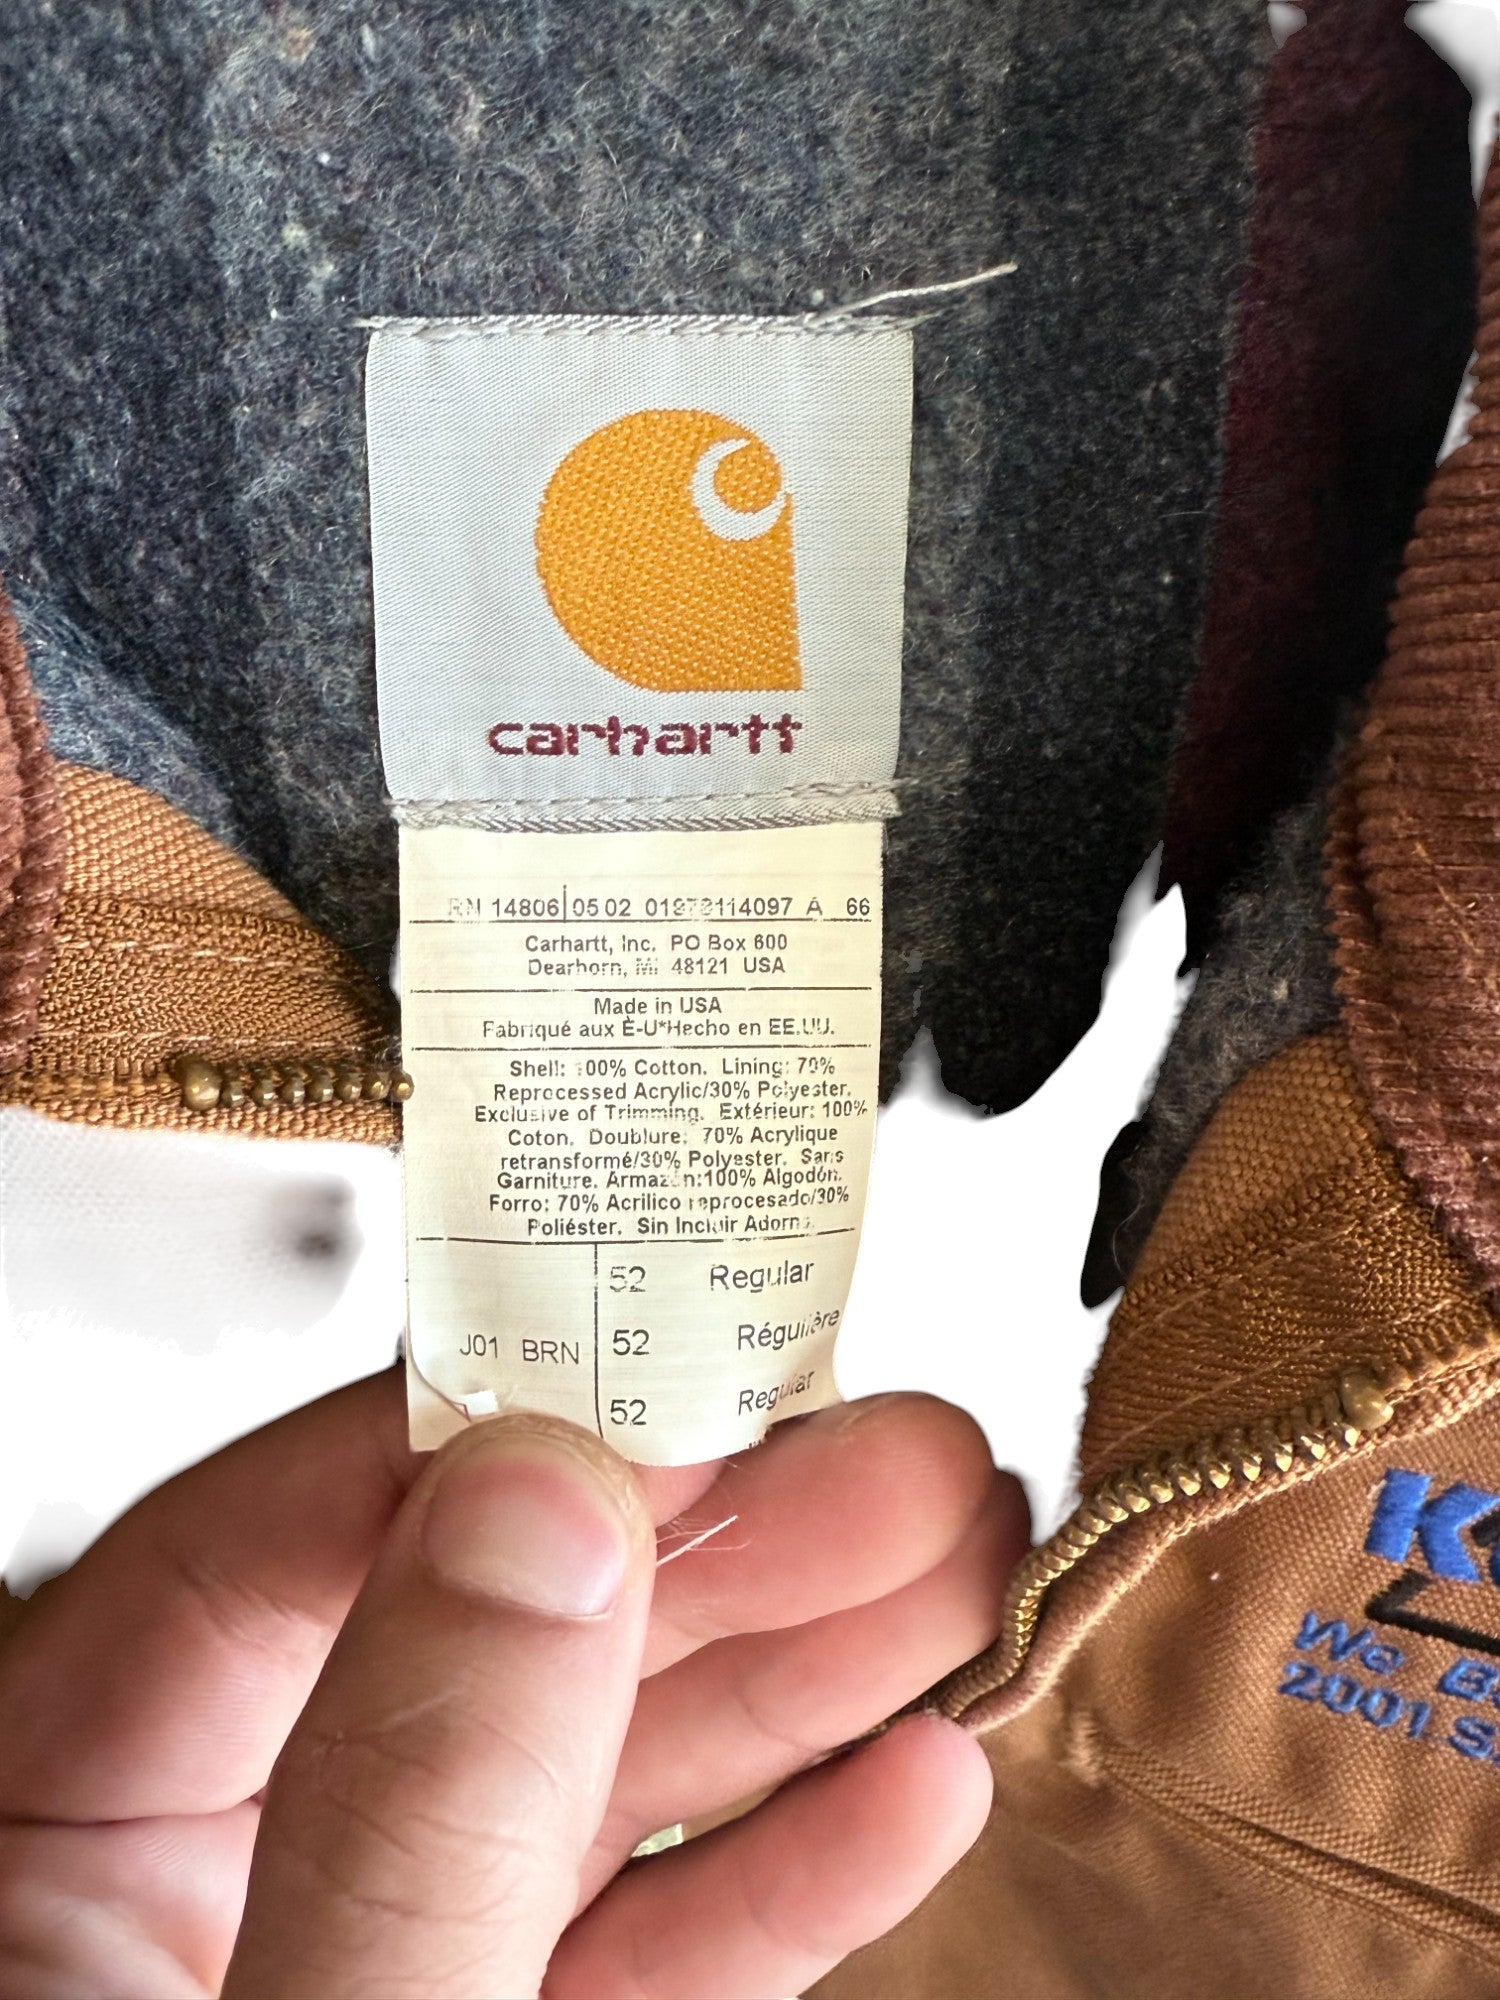 carhartt
RN 14806 05 02 01978114097 A 66
Carhartt, Inc. PO Box 600
Dearborn, MI 48121 USA
Made in USA
Fabriqué aux É-U*Hecho en EE.UU.
Shell: 100% Cotton. Lining: 70%
Reprocessed Acrylic/30% Polyester.
Exclusive of Trimming. Extérieur: 100%
Coton. Doublure: 70% Acrylique
retransformé/30% Polyester. Sans
Garniture. Armazón:100% Algodón.
Forro: 70% Acrilico reprocesado/30%
Poliéster. Sin Incluir Adorno.
52 Regular
J01 BRN 52 Régulière
52 Regular
We
2001